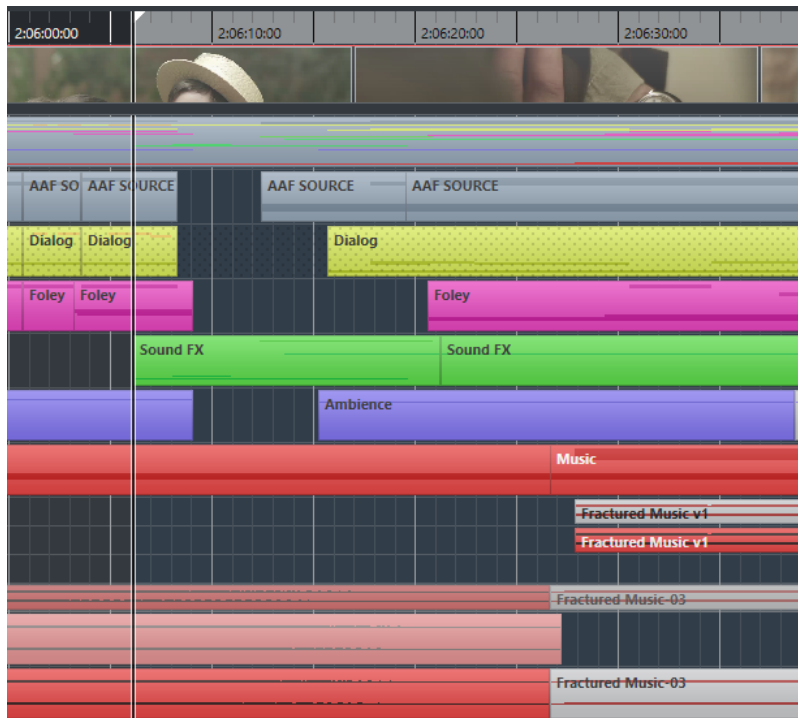 2:06:00:00 2:06:10:00 2:06:20:00 2:06:30:00
AAF SO AAF SOURCE AAF SOURCE AAF SOURCE
Dialog Dialog Dialog
Foley Foley Foley
Sound FX Sound FX
Ambience
Music
Fractured Music v1
Fractured Music v1
Fractured Music-03
Fractured Music-03